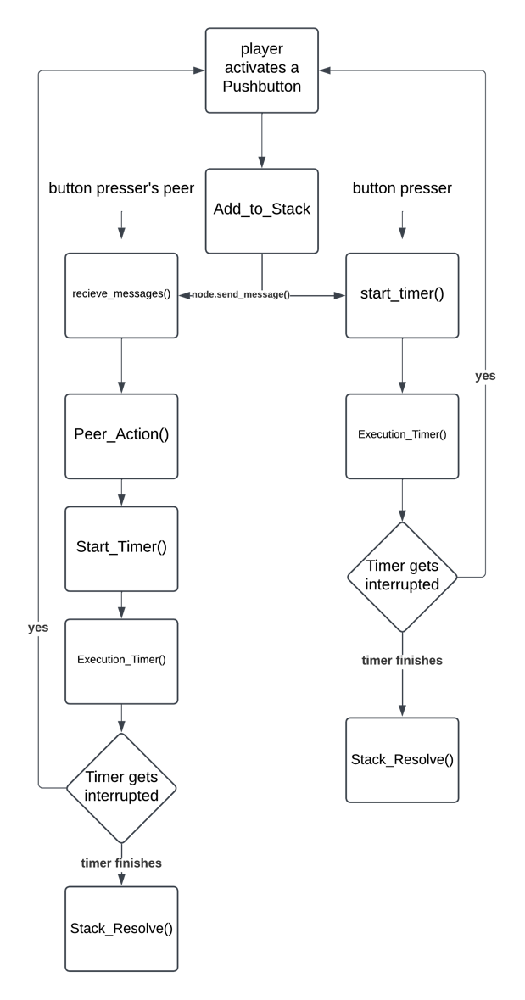 player
activates a
Pushbutton
button presser's peer
Add_to_Stack
button presser
recieve_messages()
node.send_message()
start_timer()
yes
Peer_Action()
Execution_Timer()
Start_Timer()
Timer gets
interrupted
yes
Execution_Timer()
timer finishes
Stack_Resolve()
Timer gets
interrupted
timer finishes
Stack_Resolve()